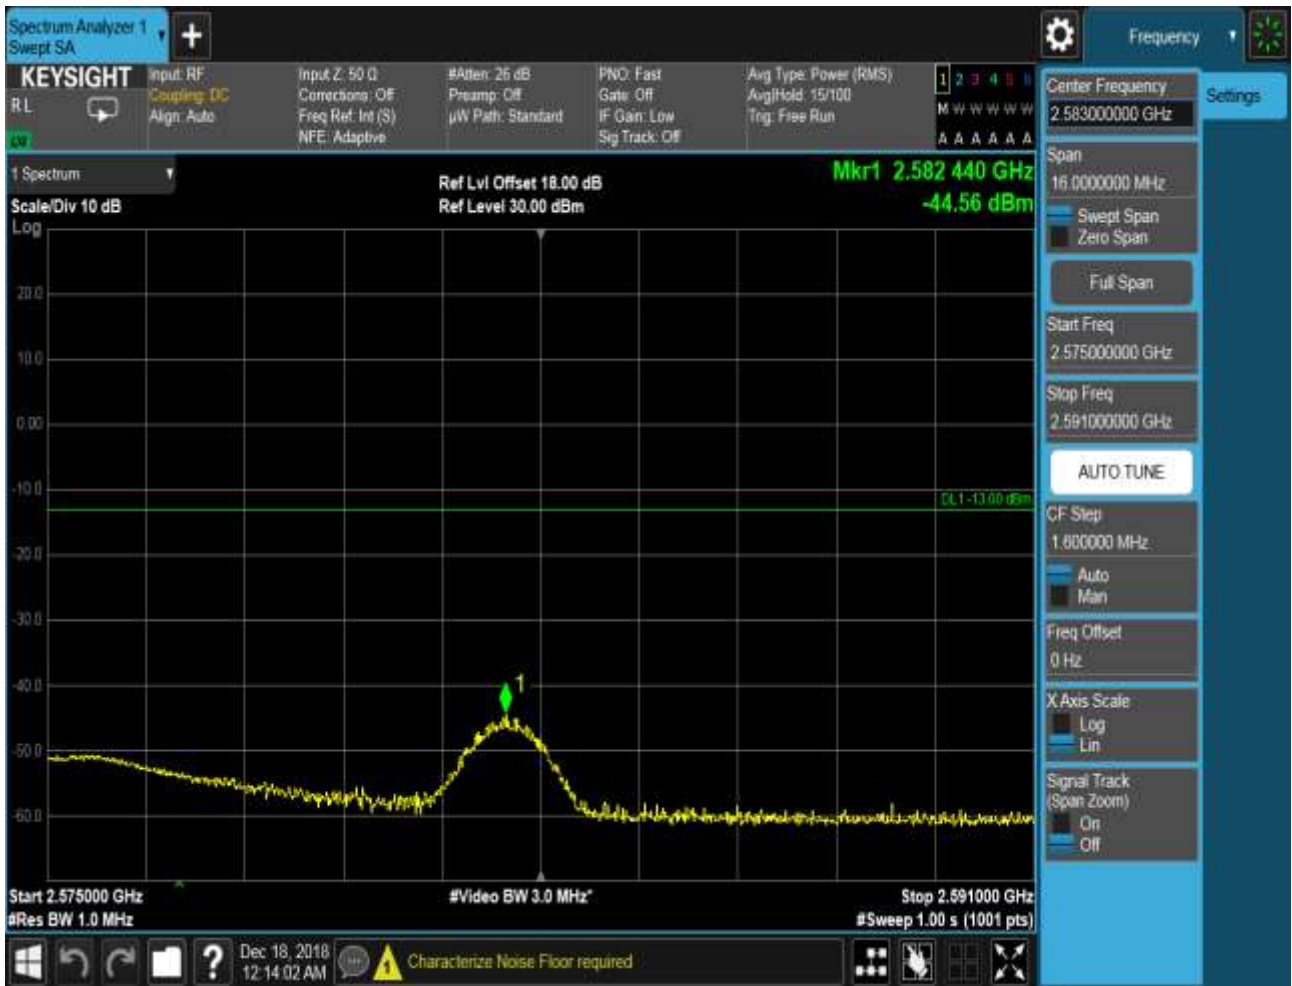 Spectrum Analyzer 1
Swept SA
Frequency
KEYSIGHT
R L
Input: RF
Coupling: DC
Align: Auto
Input Z: 50 Ω
Corrections: Off
Freq Ref: Int (S)
NFE: Adaptive
#Atten: 26 dB
Preamp: Off
µW Path: Standard
PNO: Fast
Gate: Off
IF Gain: Low
Sig Track: Off
Avg Type: Power (RMS)
Avg|Hold: 15/100
Trig: Free Run
1 2 3 4 5 6
M W W W W W
A A A A A A
1 Spectrum
Scale/Div 10 dB
Log
Ref Lvl Offset 18.00 dB
Ref Level 30.00 dBm
Mkr1 2.582 440 GHz
-44.56 dBm
20.0
10.0
0.00
-10.0
-20.0
-30.0
-40.0
-50.0
-60.0
DL1 -13.00 dBm
1
Start 2.575000 GHz
#Res BW 1.0 MHz
#Video BW 3.0 MHz*
Stop 2.591000 GHz
#Sweep 1.00 s (1001 pts)
Dec 18, 2018
12:14:02 AM
Characterize Noise Floor required
Center Frequency
2.583000000 GHz
Settings
Span
16.0000000 MHz
Swept Span
Zero Span
Full Span
Start Freq
2.575000000 GHz
Stop Freq
2.591000000 GHz
AUTO TUNE
CF Step
1.600000 MHz
Auto
Man
Freq Offset
0 Hz
X Axis Scale
Log
Lin
Signal Track
(Span Zoom)
On
Off